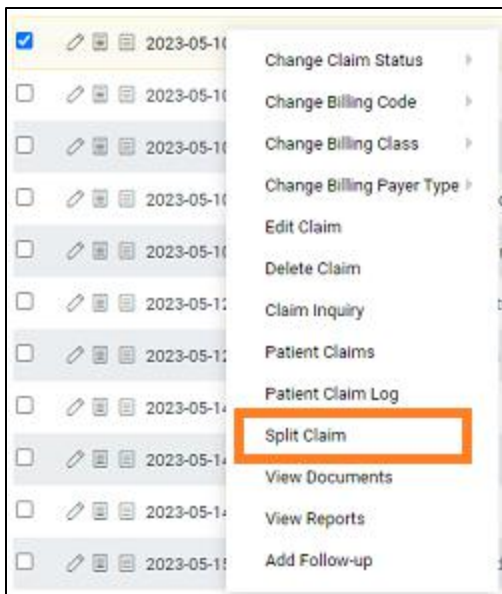 2023-05-10
Change Claim Status
2023-05-10
Change Billing Code
2023-05-10
Change Billing Class
2023-05-10
Change Billing Payer Type
Edit Claim
2023-05-10
Delete Claim
2023-05-12
Claim Inquiry
2023-05-12
Patient Claims
2023-05-14
Patient Claim Log
Split Claim
2023-05-14
View Documents
2023-05-14
View Reports
2023-05-15
Add Follow-up